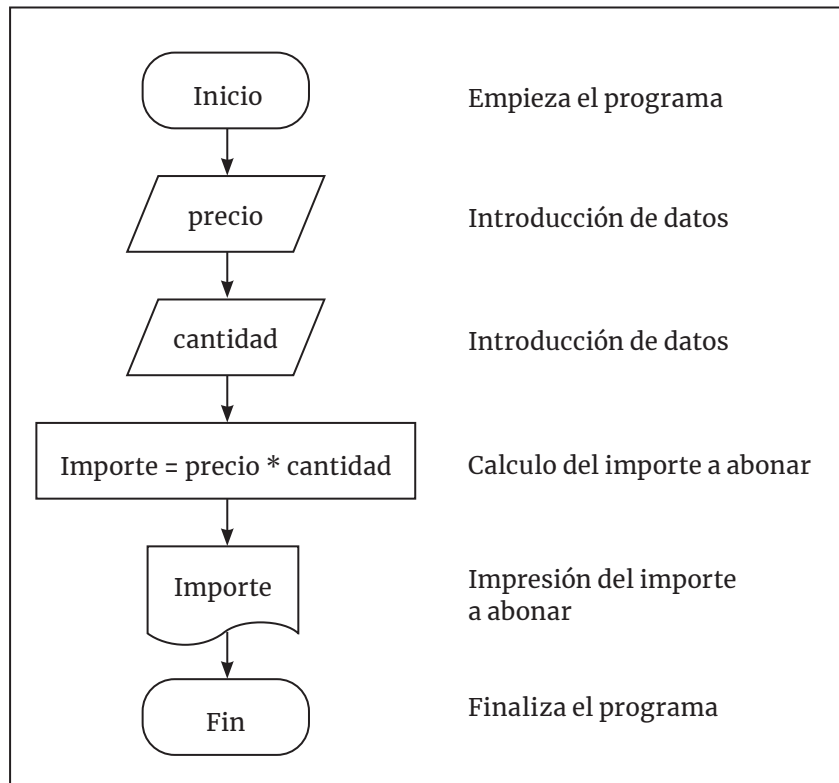 Inicio
Empieza el programa
precio
Introducción de datos
cantidad
Introducción de datos
Importe = precio * cantidad
Calculo del importe a abonar
Importe
Impresión del importe
a abonar
Fin
Finaliza el programa